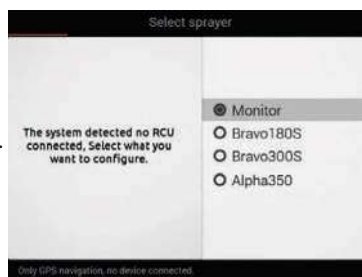 Select sprayer
The system detected no RCU
connected, Select what you
want to configure.
Monitor
Bravo180S
Bravo300S
Alpha350
Only GPS navigation, no device connected.